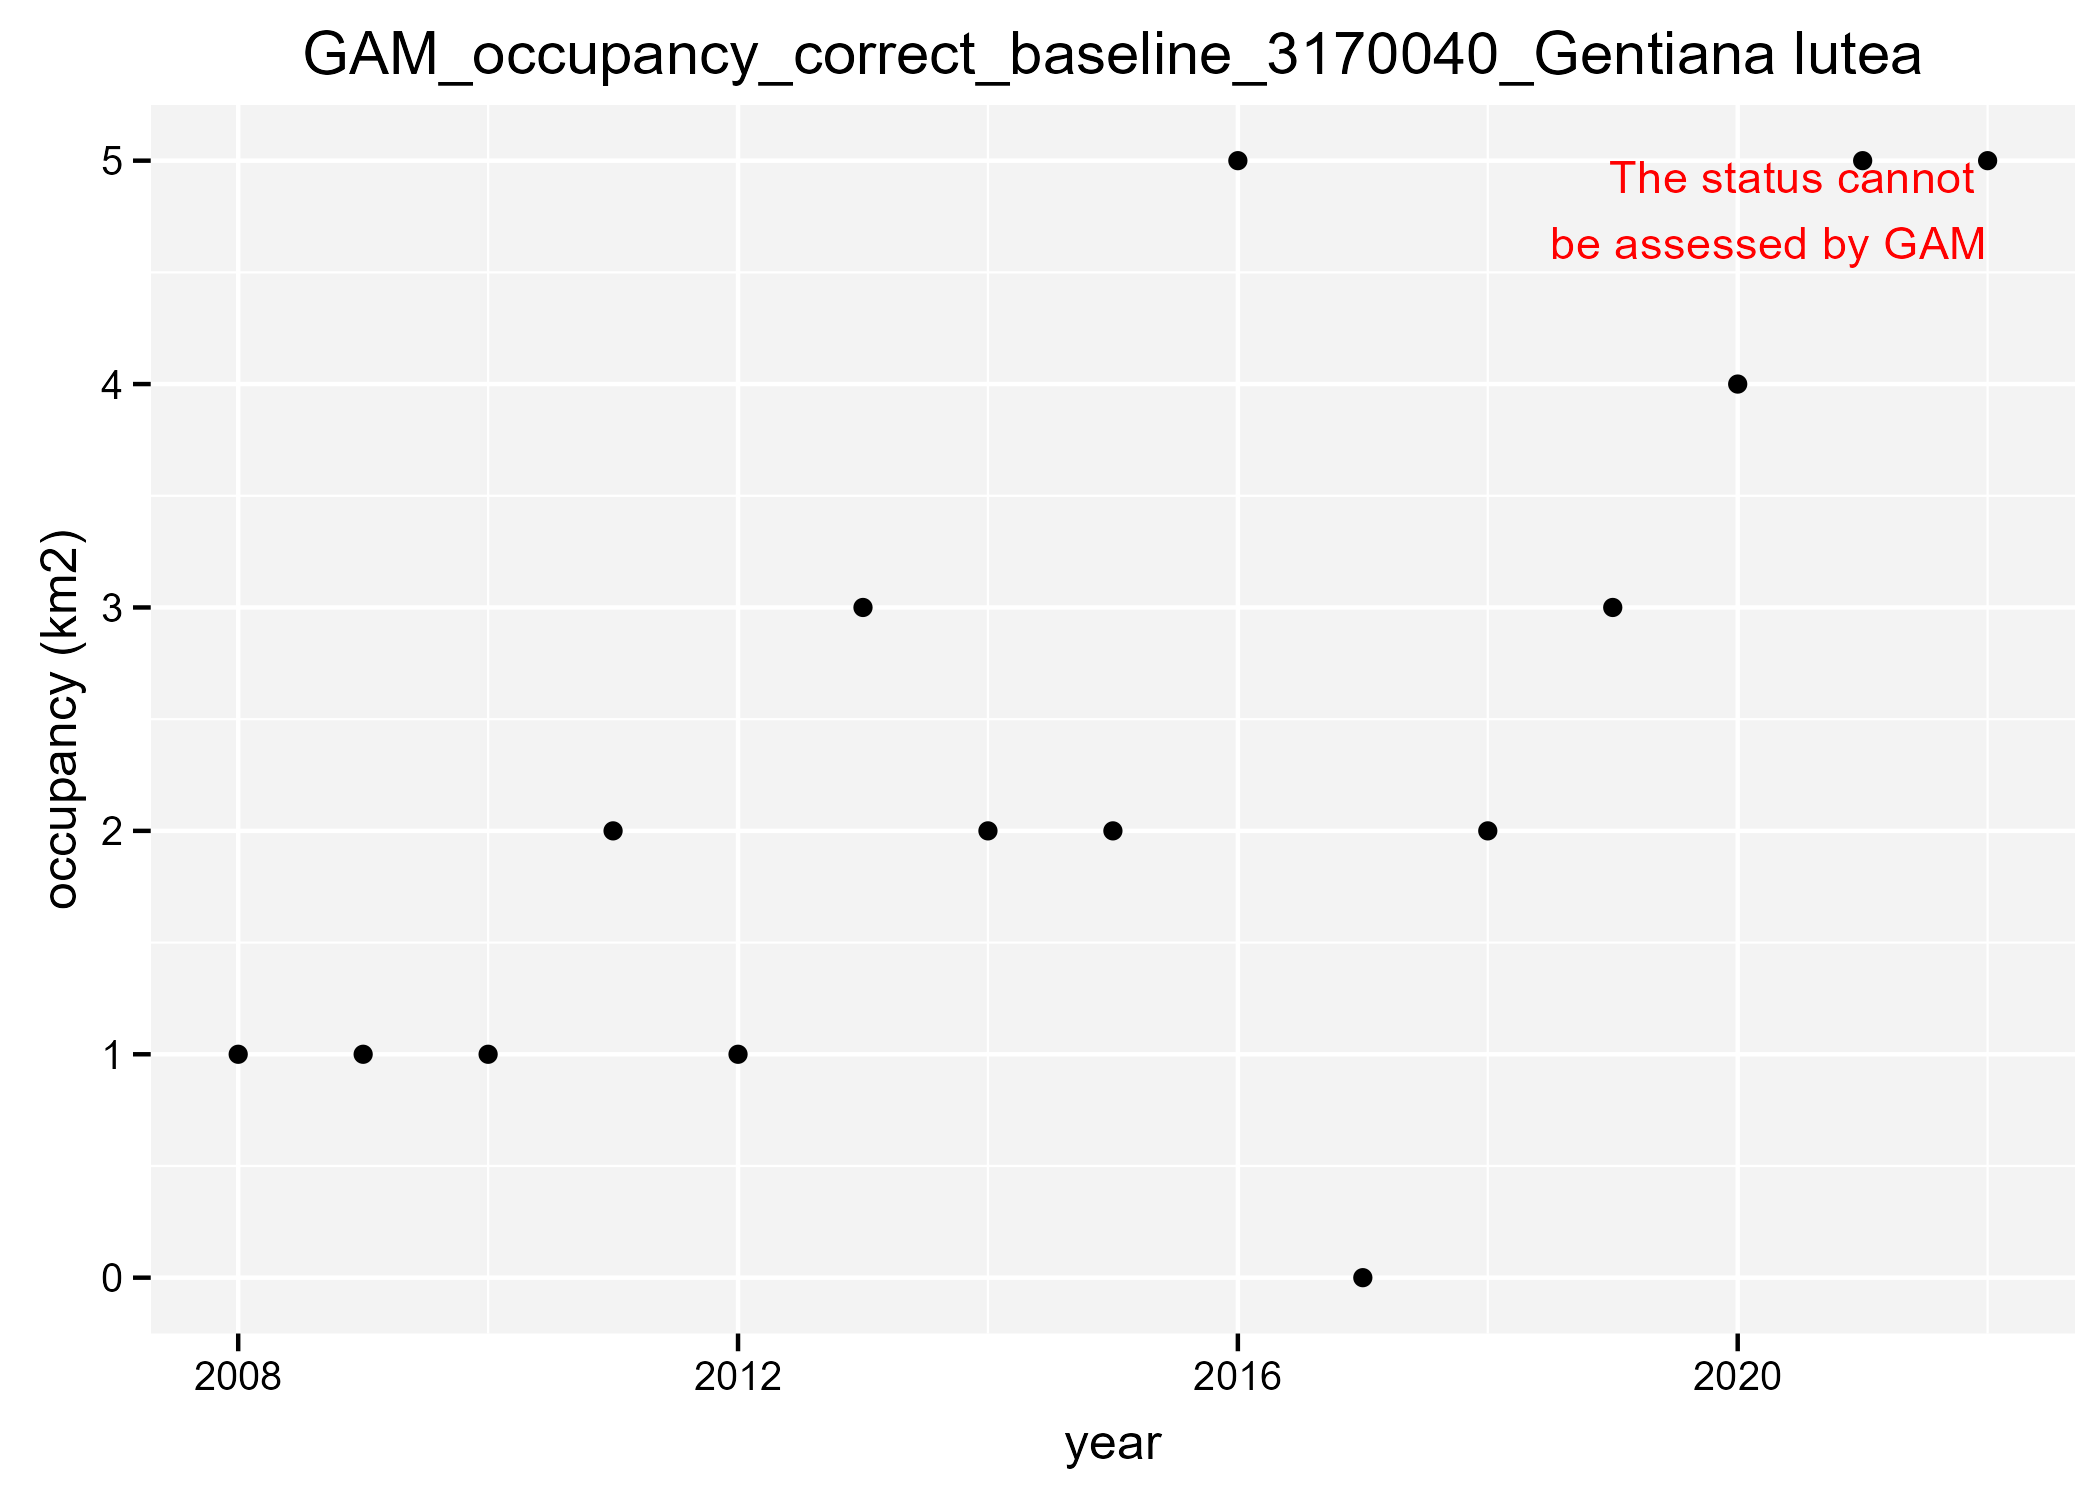 GAM_occupancy_correct_baseline_3170040_Gentiana lutea
5
4
3
2
1
0
occupancy (km2)
The status cannot
be assessed by GAM
2008
2012
2016
2020
year